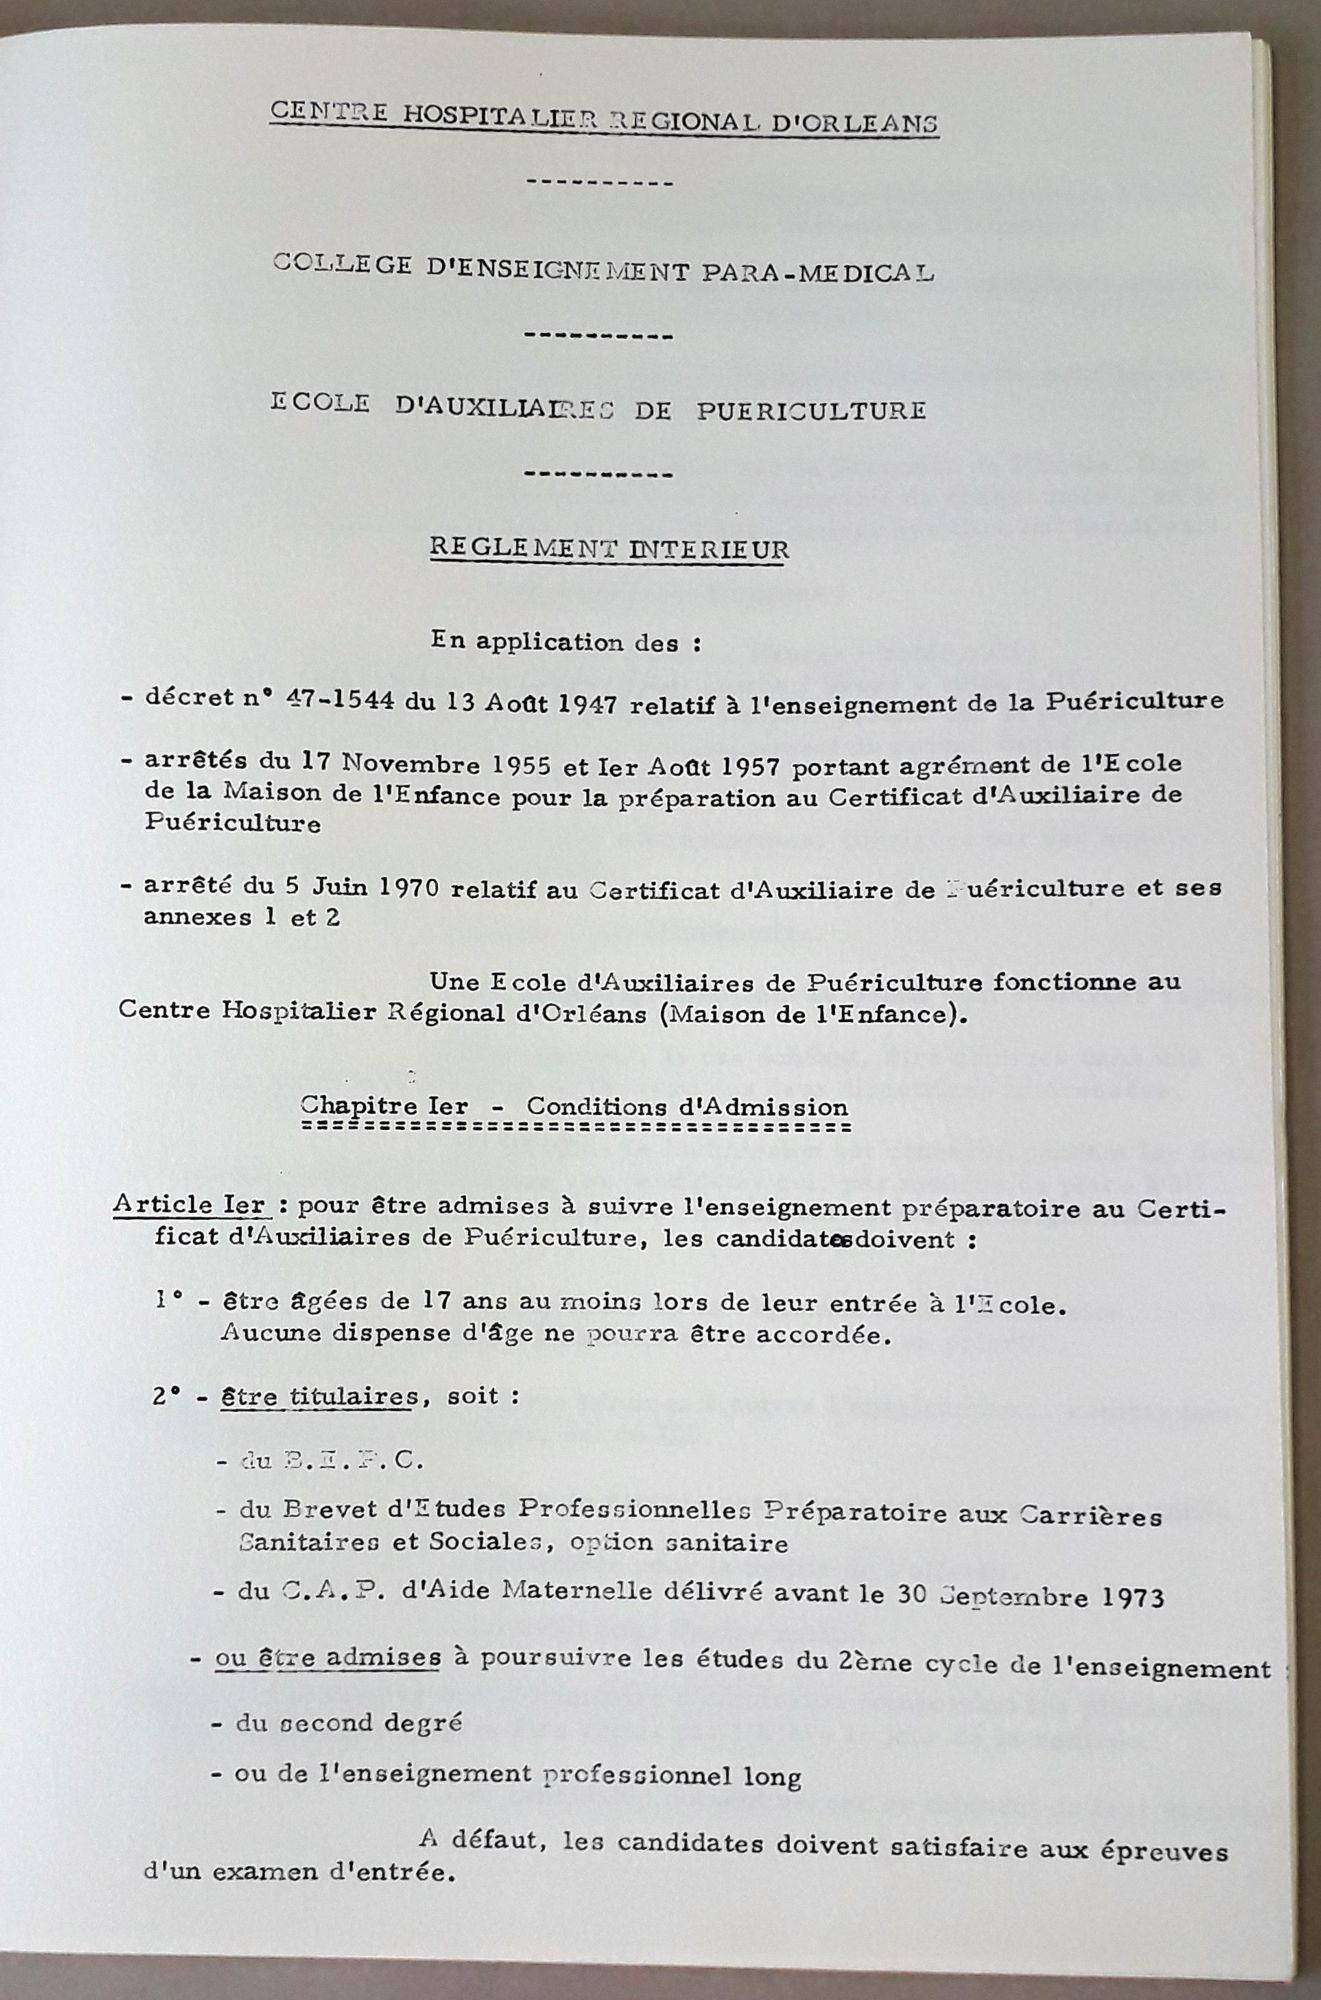 CENTRE HOSPITALIER REGIONAL D'ORLEANS
----------
COLLEGE D'ENSEIGNEMENT PARA-MEDICAL
----------
ECOLE D'AUXILIAIRES DE PUERICULTURE
----------
REGLEMENT INTERIEUR
En application des :
- décret n° 47-1544 du 13 Août 1947 relatif à l'enseignement de la Puériculture
- arrêtés du 17 Novembre 1955 et Ier Août 1957 portant agrément de l'Ecole
de la Maison de l'Enfance pour la préparation au Certificat d'Auxiliaire de
Puériculture
- arrêté du 5 Juin 1970 relatif au Certificat d'Auxiliaire de Puériculture et ses
annexes 1 et 2
Une Ecole d'Auxiliaires de Puériculture fonctionne au
Centre Hospitalier Régional d'Orléans (Maison de l'Enfance).
Chapitre Ier - Conditions d'Admission
===================================
Article Ier : pour être admises à suivre l'enseignement préparatoire au Certi-
ficat d'Auxiliaires de Puériculture, les candidates doivent :
1° - être âgées de 17 ans au moins lors de leur entrée à l'Ecole.
Aucune dispense d'âge ne pourra être accordée.
2° - être titulaires, soit :
- du B.E.P.C.
- du Brevet d'Etudes Professionnelles Préparatoire aux Carrières
Sanitaires et Sociales, option sanitaire
- du C.A.P. d'Aide Maternelle délivré avant le 30 Septembre 1973
- ou être admises à poursuivre les études du 2ème cycle de l'enseignement :
- du second degré
- ou de l'enseignement professionnel long
A défaut, les candidates doivent satisfaire aux épreuves
d'un examen d'entrée.